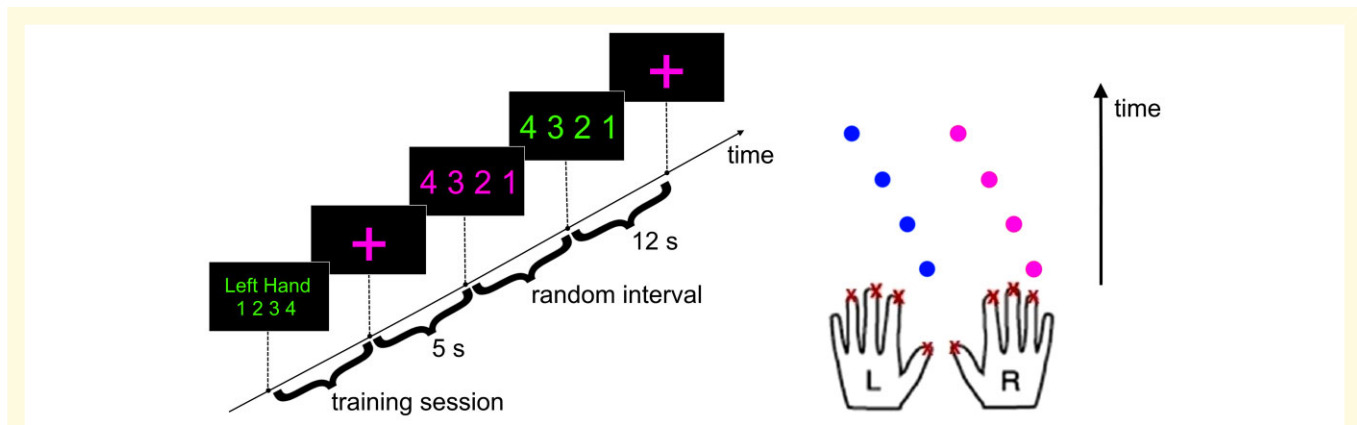 +
4 3 2 1
4 3 2 1
+
Left Hand
1 2 3 4
time
12 s
random interval
5 s
training session
time
x x x x x x
x x
L R